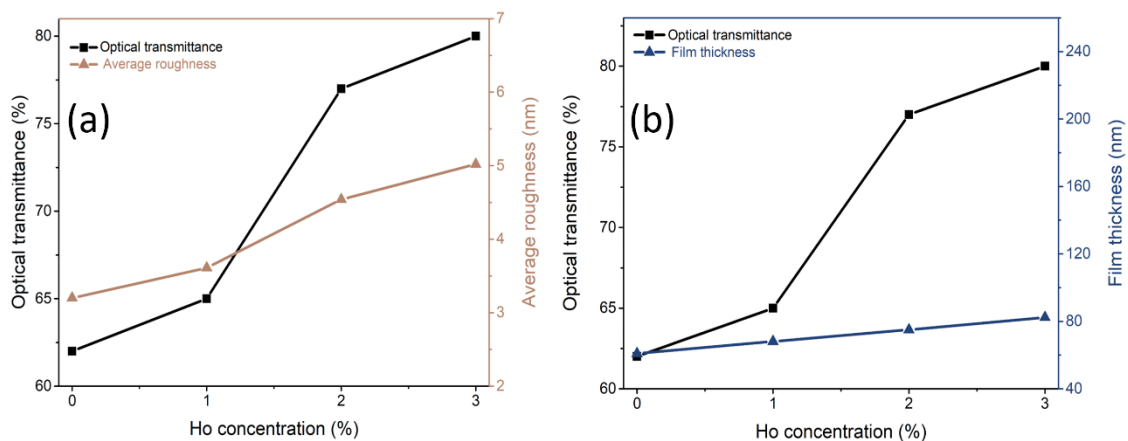 (a)
Optical transmittance
Average roughness
Optical transmittance (%)
80
75
70
65
60
7
6
5
4
3
2
Average roughness (nm)
0 1 2 3
Ho concentration (%)
(b)
Optical transmittance
Film thickness
Optical transmittance (%)
80
75
70
65
60
240
200
160
120
80
40
Film thickness (nm)
0 1 2 3
Ho concentration (%)